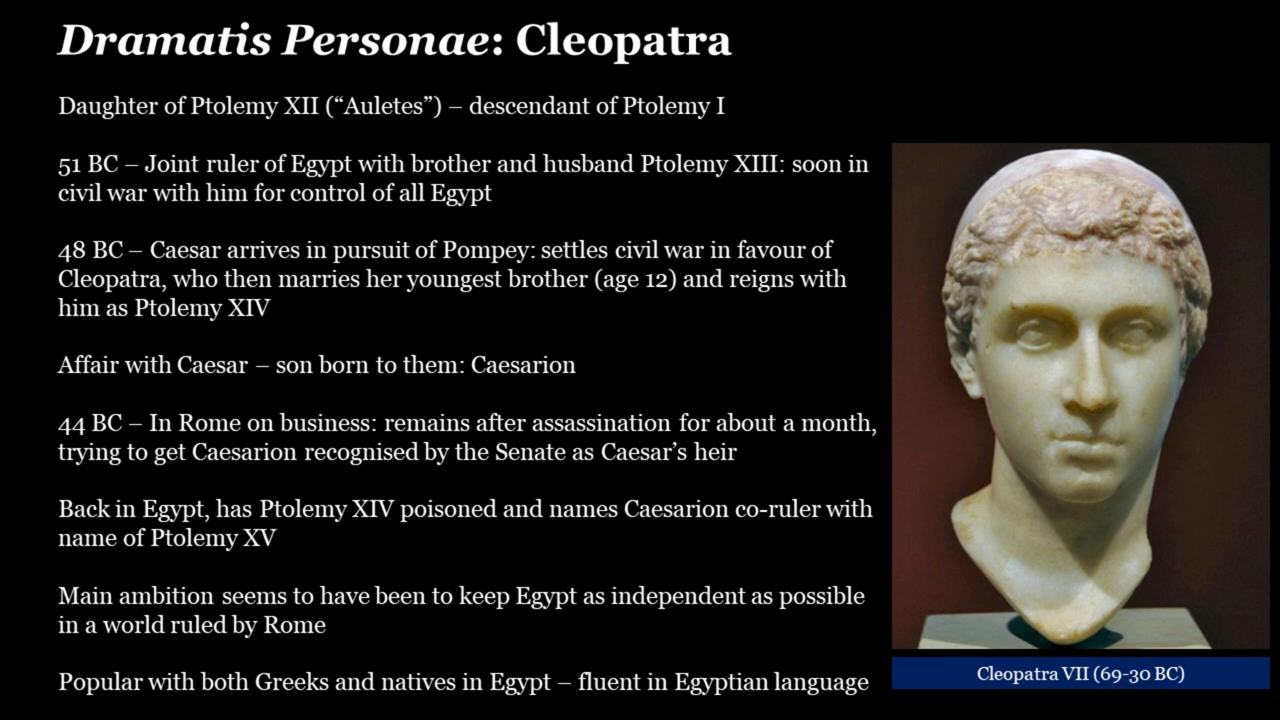 Dramatis Personae: Cleopatra
Daughter of Ptolemy XII (“Auletes”) – descendant of Ptolemy I
51 BC – Joint ruler of Egypt with brother and husband Ptolemy XIII: soon in
civil war with him for control of all Egypt
48 BC – Caesar arrives in pursuit of Pompey: settles civil war in favour of
Cleopatra, who then marries her youngest brother (age 12) and reigns with
him as Ptolemy XIV
Affair with Caesar – son born to them: Caesarion
44 BC – In Rome on business: remains after assassination for about a month,
trying to get Caesarion recognised by the Senate as Caesar’s heir
Back in Egypt, has Ptolemy XIV poisoned and names Caesarion co-ruler with
name of Ptolemy XV
Main ambition seems to have been to keep Egypt as independent as possible
in a world ruled by Rome
Popular with both Greeks and natives in Egypt – fluent in Egyptian language
Cleopatra VII (69-30 BC)